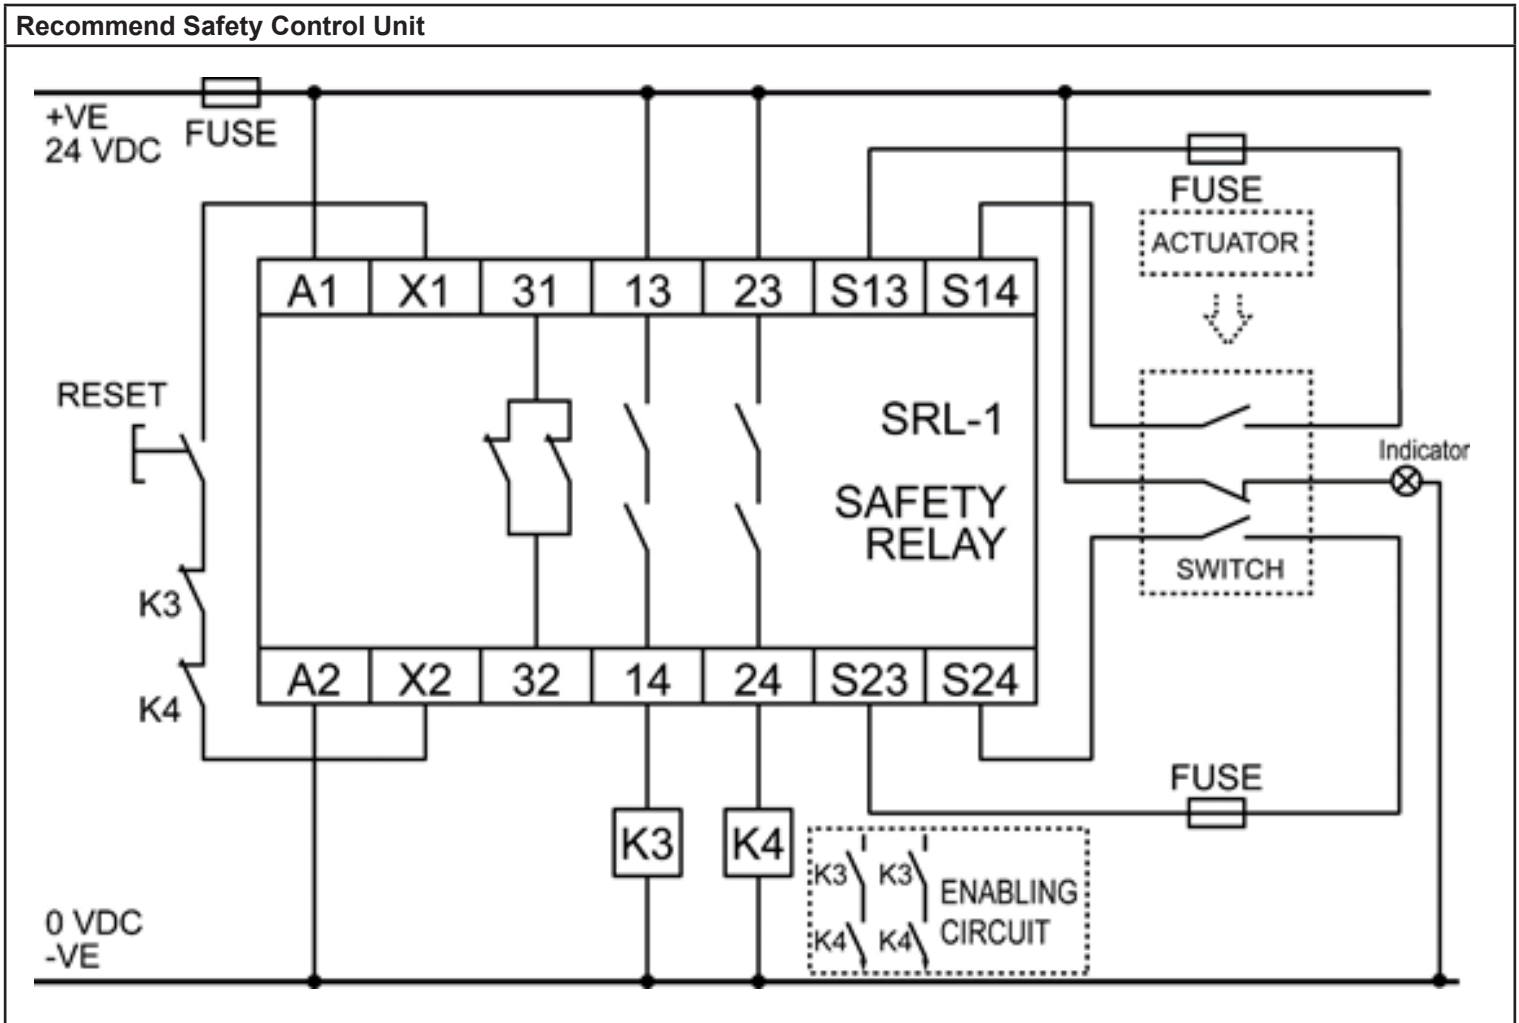 Recommend Safety Control Unit
+VE
24 VDC
FUSE
FUSE
ACTUATOR
A1 X1 31 13 23 S13 S14
RESET
SRL-1
SAFETY
RELAY
Indicator
SWITCH
K3
K4
A2 X2 32 14 24 S23 S24
FUSE
K3 K4
K3 K3
ENABLING
CIRCUIT
K4 K4
0 VDC
-VE